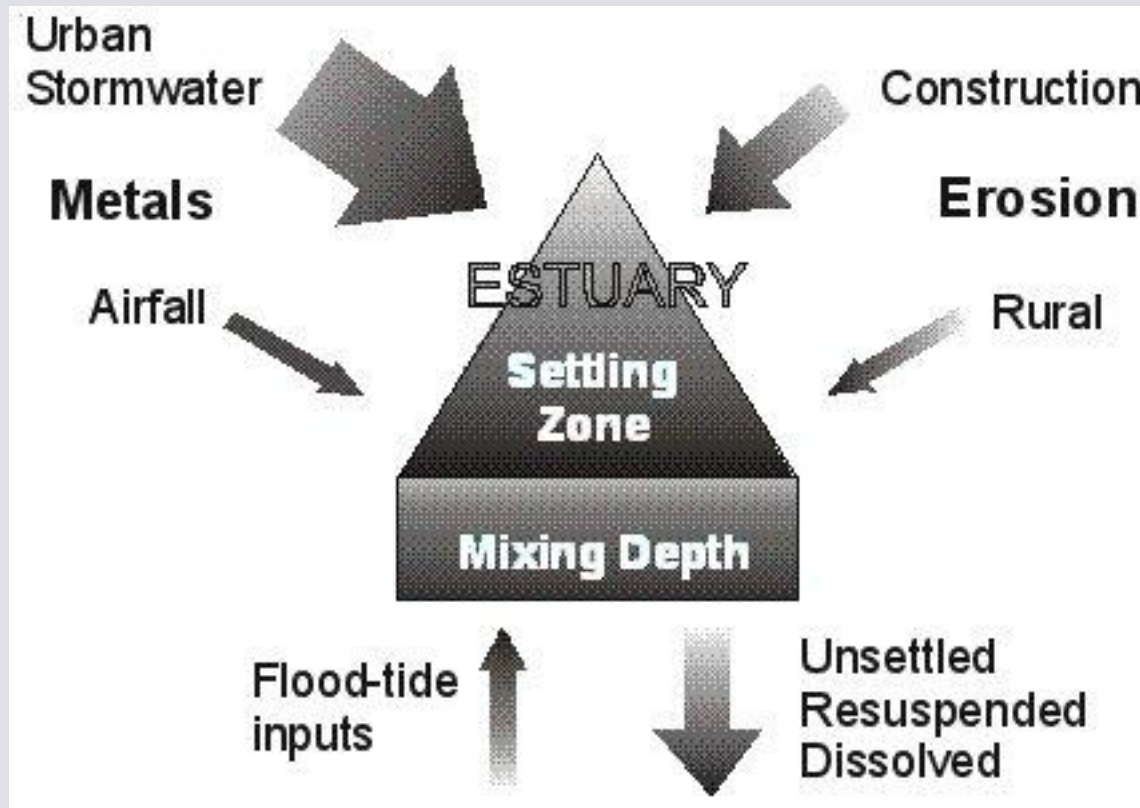 Urban
Stormwater
Construction
Metals
Erosion
ESTUARY
Airfall
Rural
Settling
Zone
Mixing Depth
Flood-tide
inputs
Unsettled
Resuspended
Dissolved